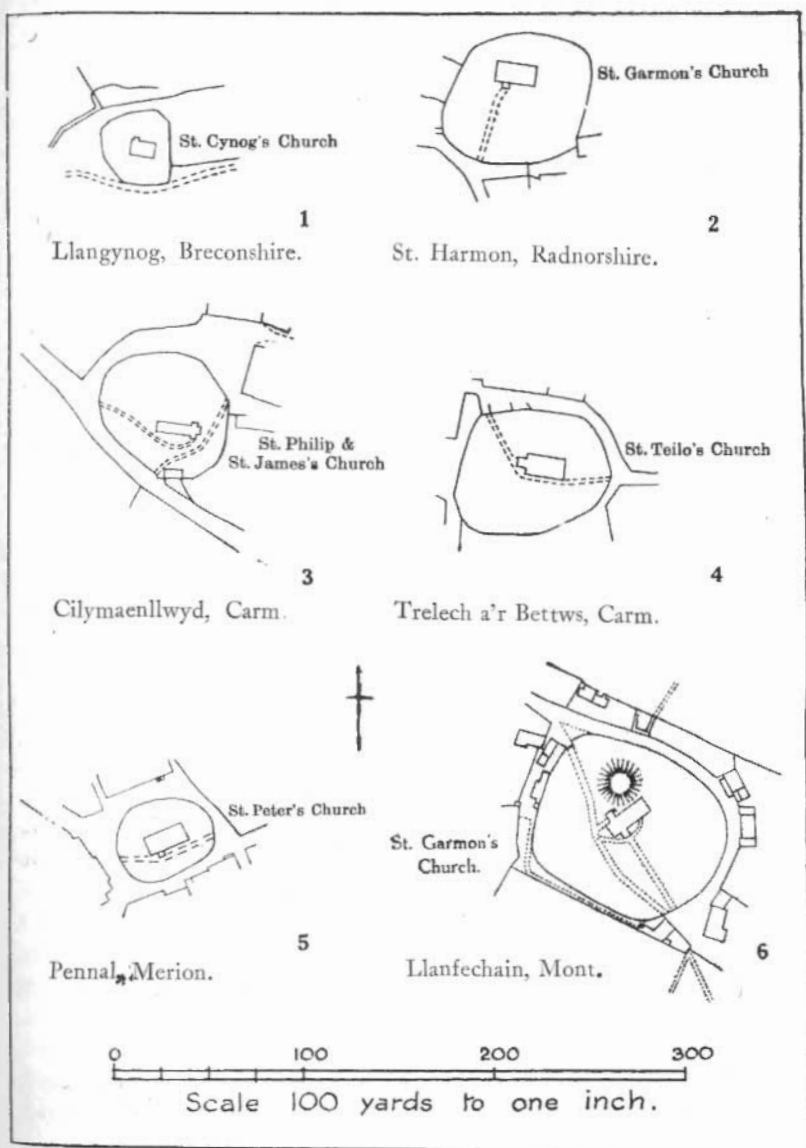 St. Cynog's Church
1
Llangynog, Breconshire.
St. Garmon's Church
2
St. Harmon, Radnorshire.
St. Philip &
St. James's Church
3
Cilymaenllwyd, Carm.
St. Teilo's Church
4
Trelech a'r Bettws, Carm.
St. Peter's Church
5
Pennal, Merion.
St. Garmon's
Church.
6
Llanfechain, Mont.
0 100 200 300
Scale 100 yards to one inch.